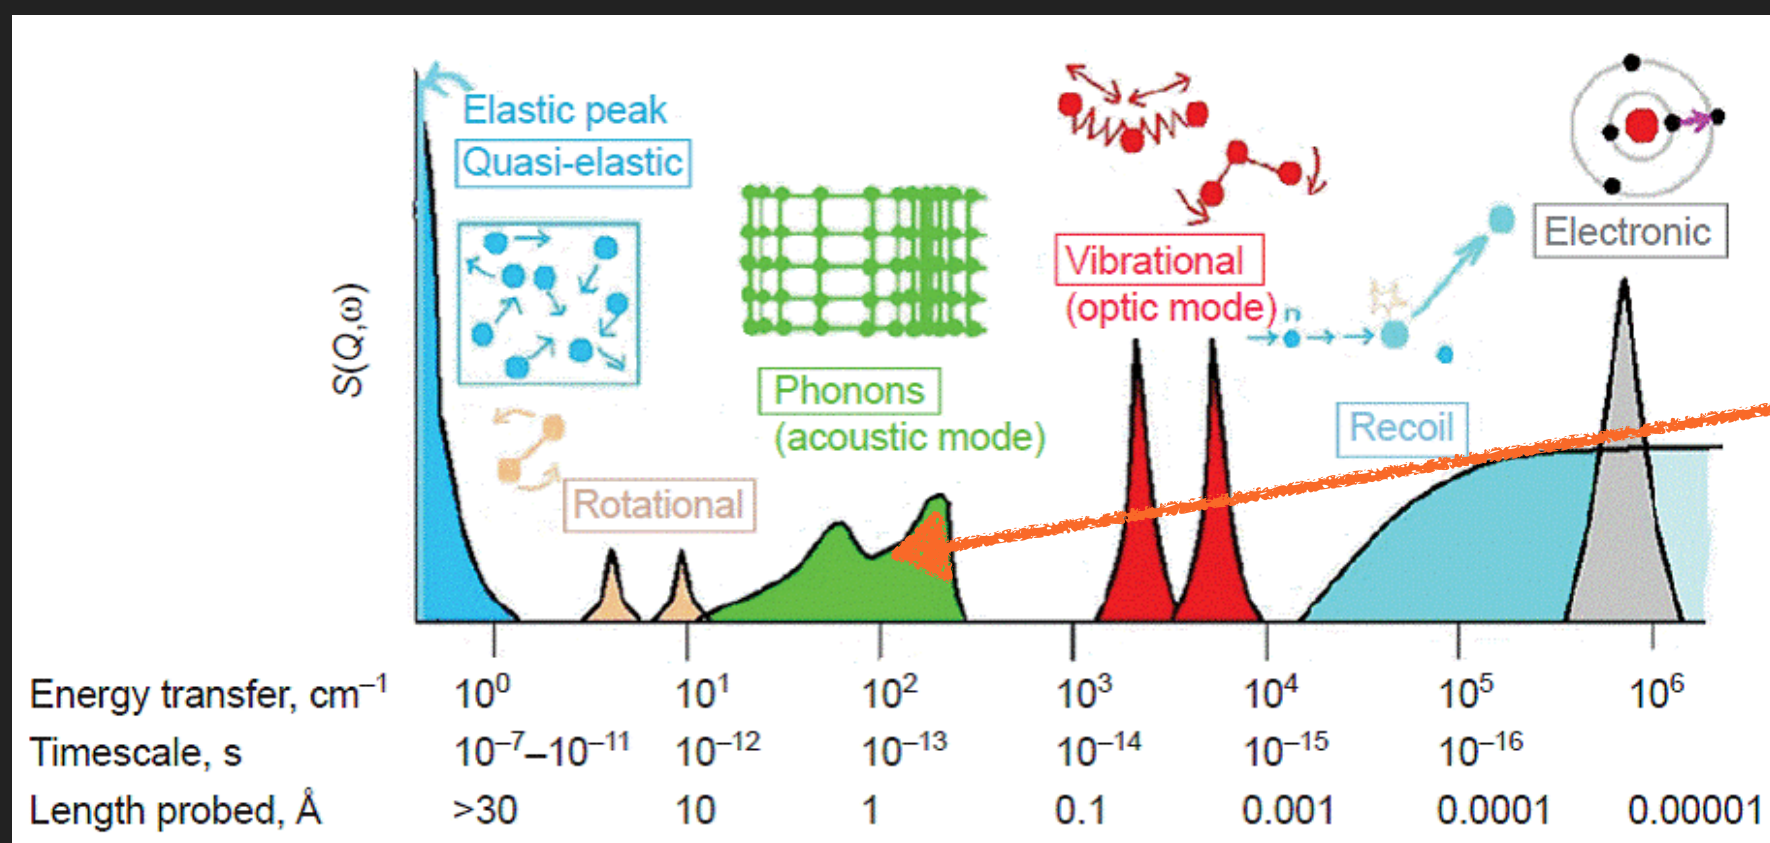 Elastic peak
Quasi-elastic
S(Q,ω)
Rotational
Phonons
(acoustic mode)
Vibrational
(optic mode)
n
Recoil
Electronic
Energy transfer, cm⁻¹ 10⁰ 10¹ 10² 10³ 10⁴ 10⁵ 10⁶
Timescale, s 10⁻⁷–10⁻¹¹ 10⁻¹² 10⁻¹³ 10⁻¹⁴ 10⁻¹⁵ 10⁻¹⁶
Length probed, Å >30 10 1 0.1 0.001 0.0001 0.00001